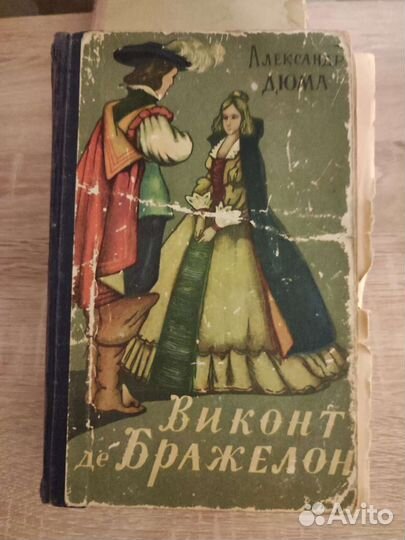 Александр
Дюма
Виконт
де Бражелон
Avito